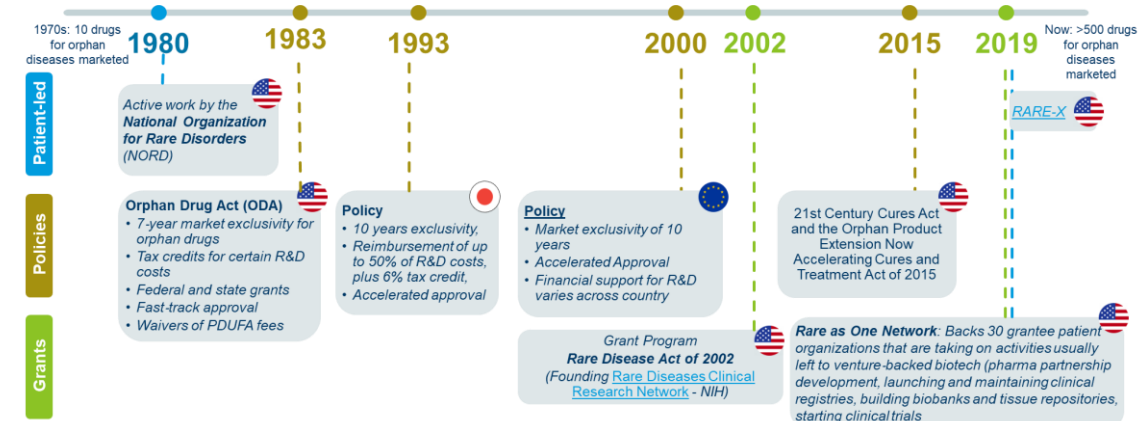 1970s: 10 drugs
for orphan
diseases marketed
1980
1983
1993
2000
2002
2015
2019
Now: >500 drugs
for orphan
diseases
marketed
Patient-led
Active work by the
National Organization
for Rare Disorders
(NORD)
RARE-X
Policies
Orphan Drug Act (ODA)
• 7-year market exclusivity for
orphan drugs
• Tax credits for certain R&D
costs
• Federal and state grants
• Fast-track approval
• Waivers of PDUFA fees
Policy
• 10 years exclusivity,
• Reimbursement of up
to 50% of R&D costs,
plus 6% tax credit,
• Accelerated approval
Policy
• Market exclusivity of 10
years
• Accelerated Approval
• Financial support for R&D
varies across country
21st Century Cures Act
and the Orphan Product
Extension Now
Accelerating Cures and
Treatment Act of 2015
Grants
Grant Program
Rare Disease Act of 2002
(Founding Rare Diseases Clinical
Research Network - NIH)
Rare as One Network: Backs 30 grantee patient
organizations that are taking on activities usually
left to venture-backed biotech (pharma partnership
development, launching and maintaining clinical
registries, building biobanks and tissue repositories,
starting clinical trials